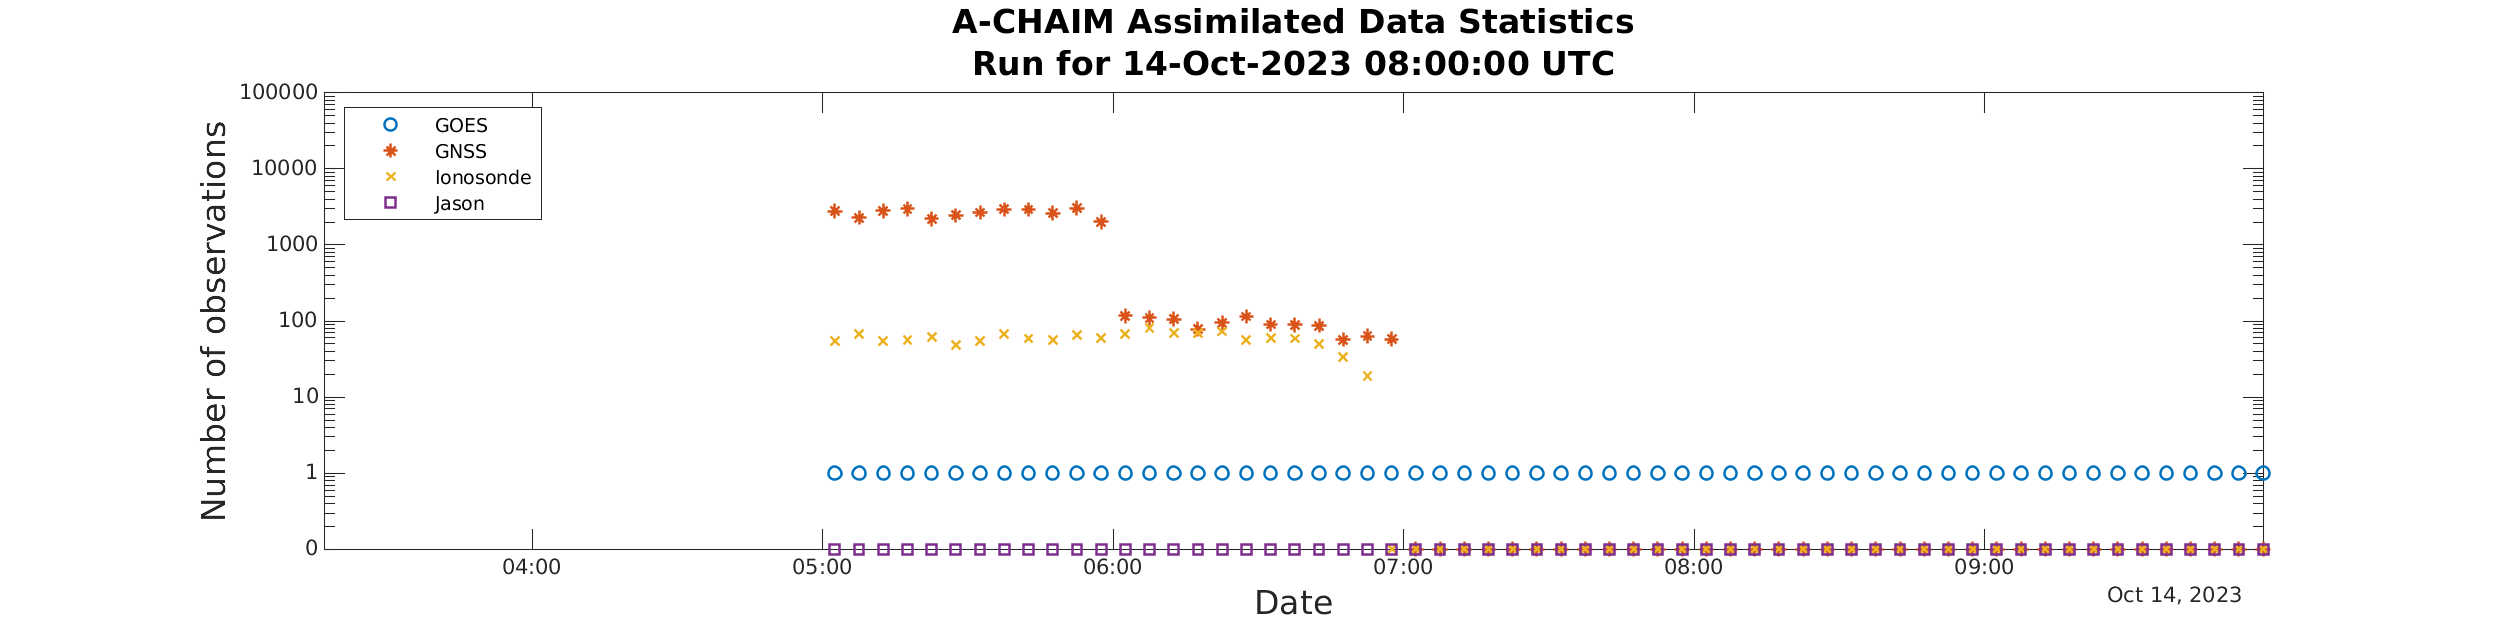 A-CHAIM Assimilated Data Statistics
Run for 14-Oct-2023 08:00:00 UTC
Number of observations
100000
10000
1000
100
10
1
0
GOES
GNSS
Ionosonde
Jason
04:00
05:00
06:00
07:00
08:00
09:00
Date
Oct 14, 2023